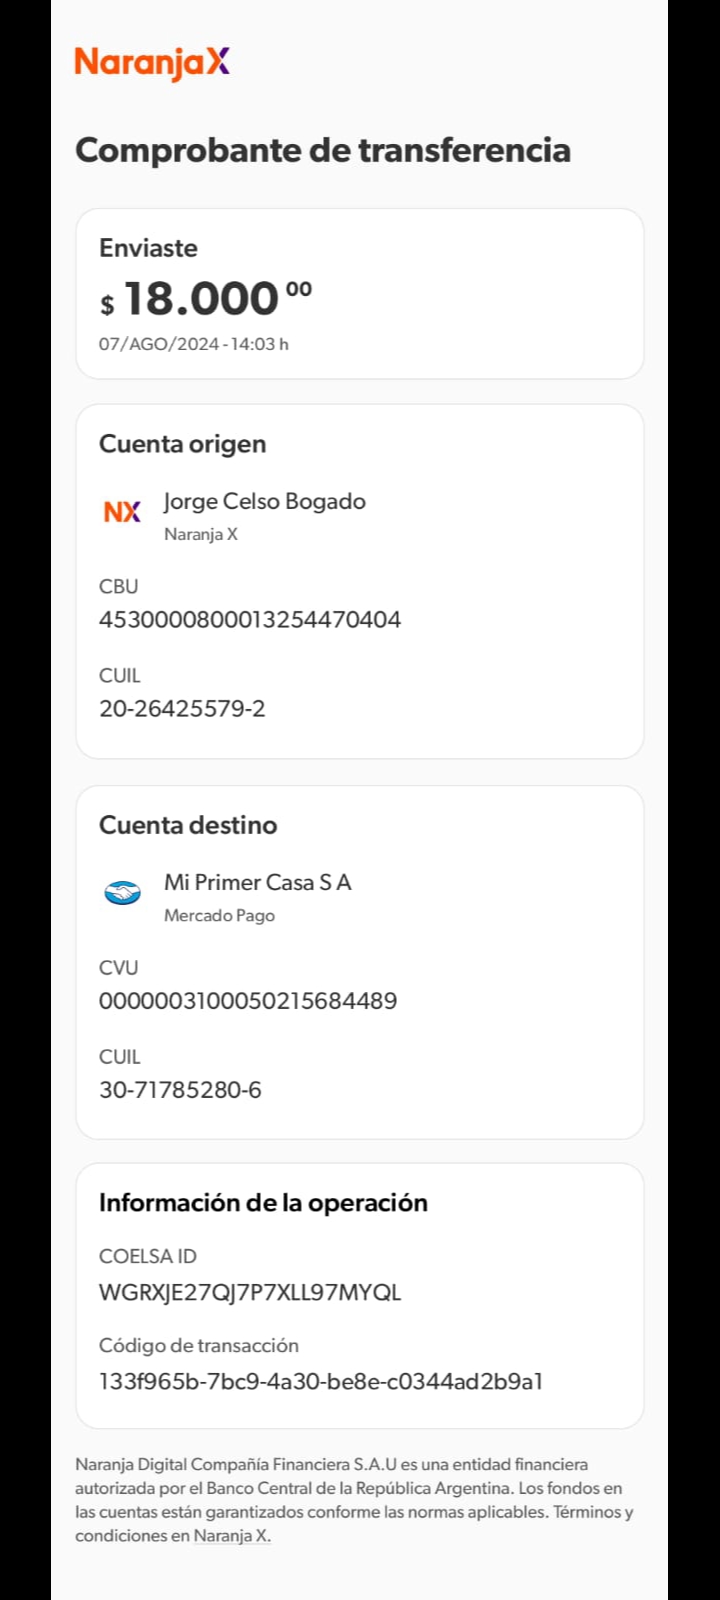 NaranjaX
Comprobante de transferencia
Enviaste
$ 18.000 00
07/AGO/2024 - 14:03 h
Cuenta origen
NX
Jorge Celso Bogado
Naranja X
CBU
4530000800013254470404
CUIL
20-26425579-2
Cuenta destino
Mi Primer Casa S A
Mercado Pago
CVU
0000003100050215684489
CUIL
30-71785280-6
Información de la operación
COELSA ID
WGRXJE27QJ7P7XLL97MYQL
Código de transacción
133f965b-7bc9-4a30-be8e-c0344ad2b9a1
Naranja Digital Compañía Financiera S.A.U es una entidad financiera
autorizada por el Banco Central de la República Argentina. Los fondos en
las cuentas están garantizados conforme las normas aplicables. Términos y
condiciones en Naranja X.